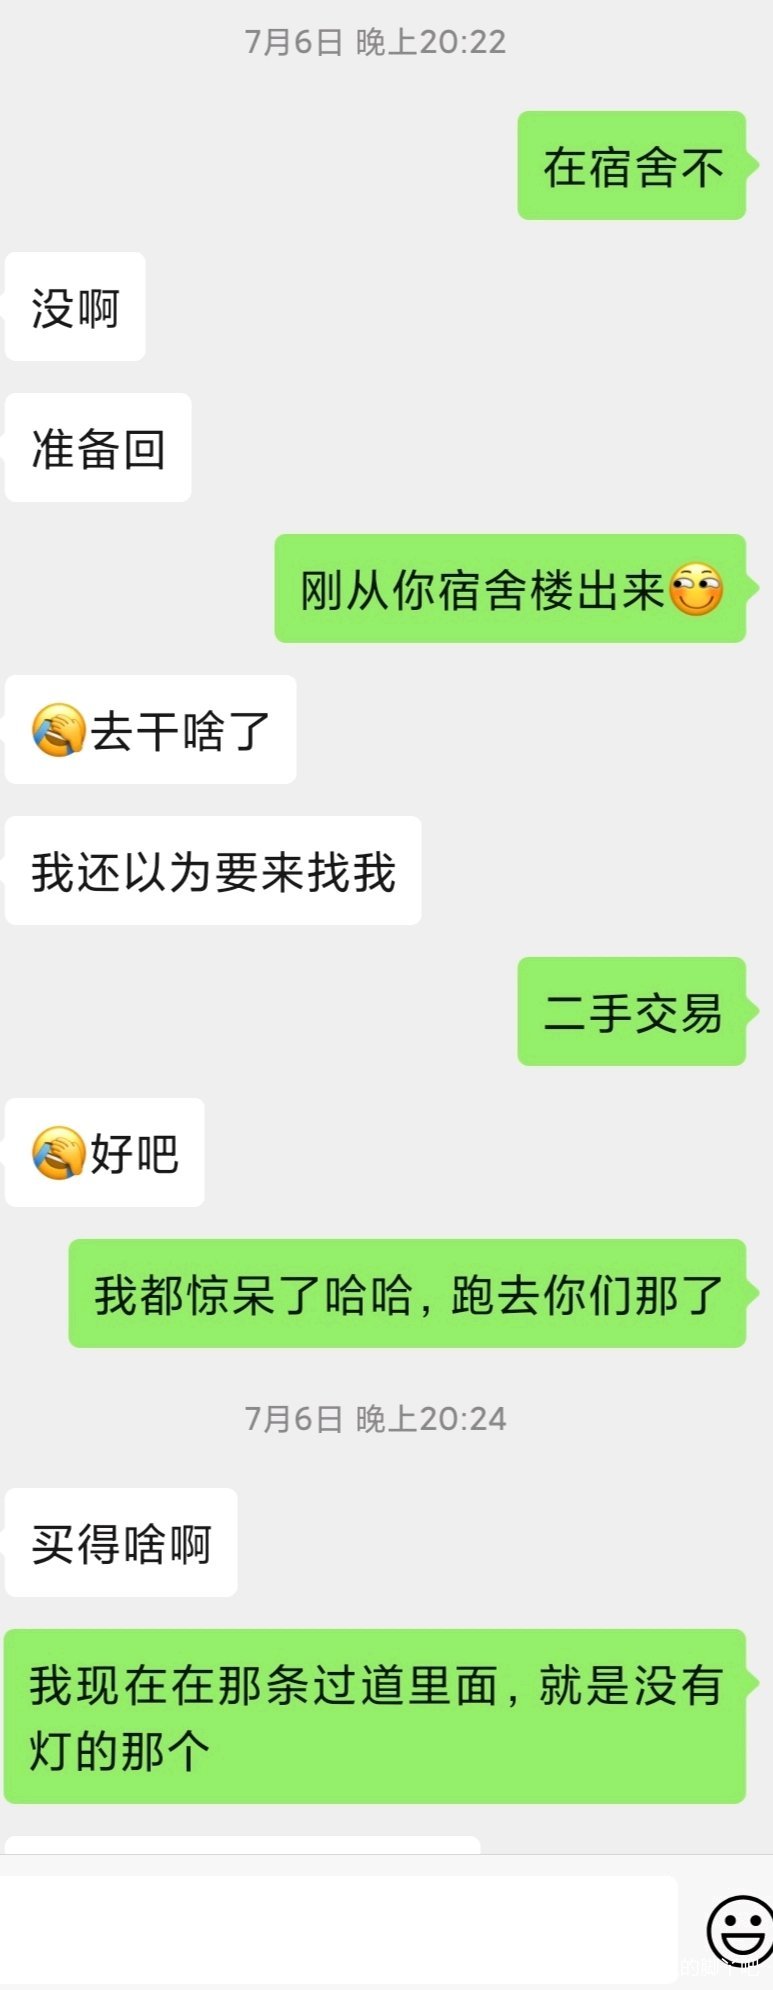 7月6日 晚上20:22
在宿舍不
没啊
准备回
刚从你宿舍楼出来
去干啥了
我还以为要来找我
二手交易
好吧
我都惊呆了哈哈，跑去你们那了
7月6日 晚上20:24
买得啥啊
我现在在那条过道里面，就是没有
灯的那个